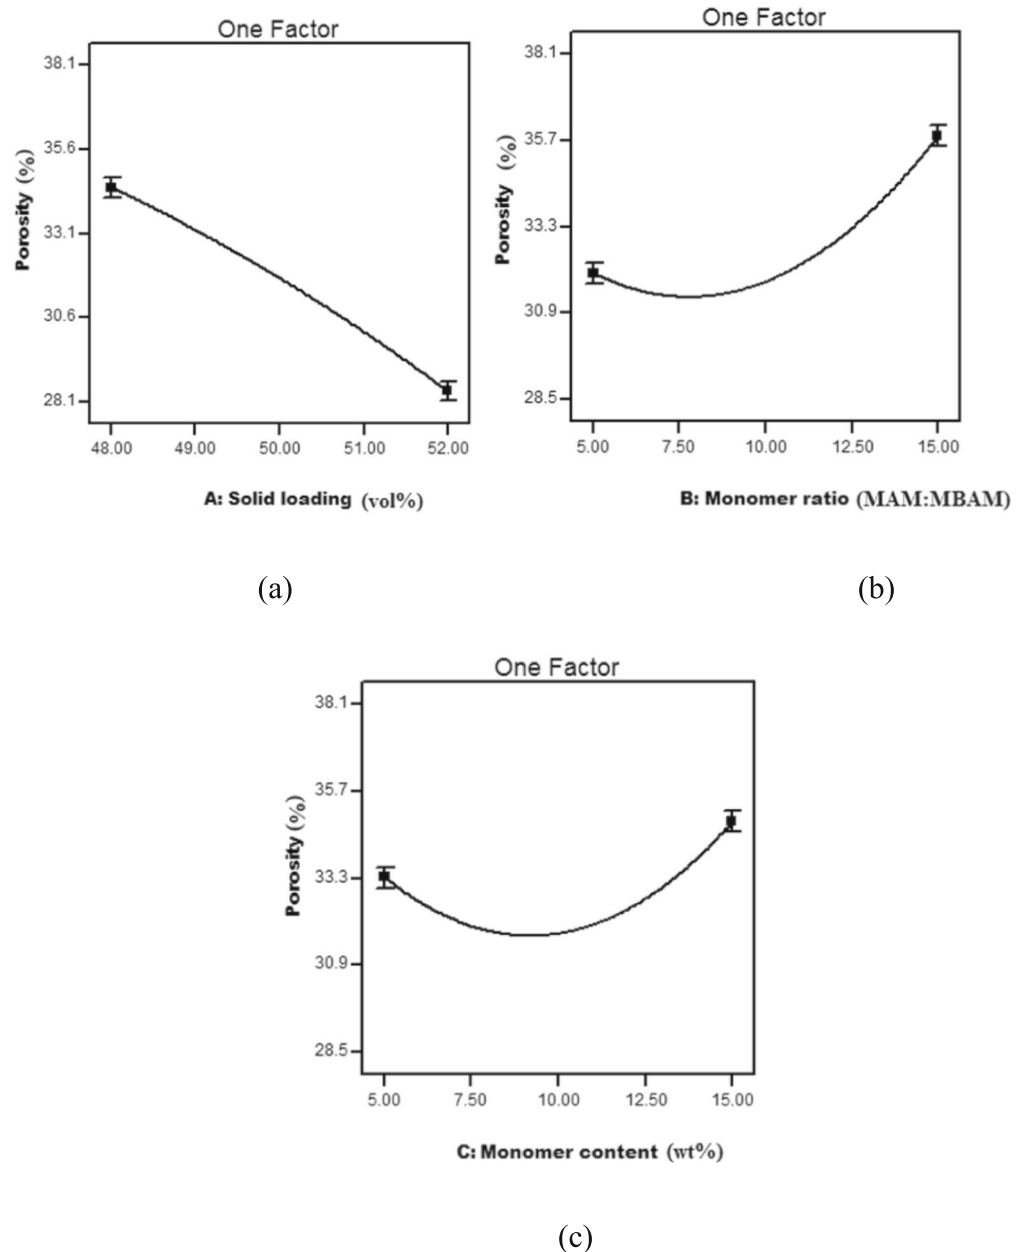 One Factor
38.1
35.6
33.1
30.6
28.1
Porosity (%)
48.00 49.00 50.00 51.00 52.00
A: Solid loading (vol%)
(a)
One Factor
38.1
35.7
33.3
30.9
28.5
Porosity (%)
5.00 7.50 10.00 12.50 15.00
B: Monomer ratio (MAM:MBAM)
(b)
One Factor
38.1
35.7
33.3
30.9
28.5
Porosity (%)
5.00 7.50 10.00 12.50 15.00
C: Monomer content (wt%)
(c)